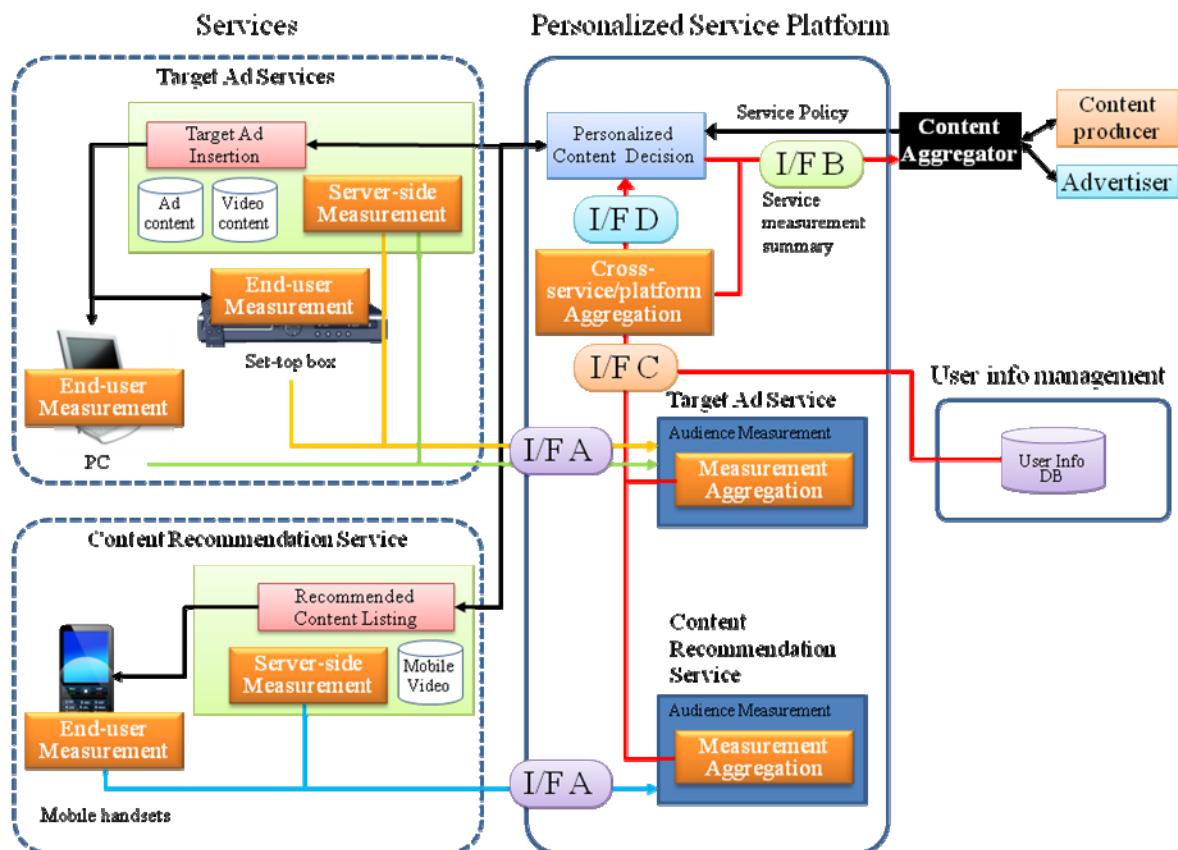 Services
Personalized Service Platform
Target Ad Services
Target Ad
Insertion
Ad
content
Video
content
Server-side
Measurement
End-user
Measurement
Set-top box
End-user
Measurement
PC
Personalized
Content Decision
Service Policy
I/F B
Service
measurement
summary
Content
Aggregator
Content
producer
Advertiser
I/F D
Cross-
service/platform
Aggregation
I/F C
User info management
User Info
DB
Target Ad Service
Audience Measurement
Measurement
Aggregation
I/F A
Content Recommendation Service
Recommended
Content Listing
Server-side
Measurement
Mobile
Video
End-user
Measurement
Mobile handsets
Content
Recommendation
Service
Audience Measurement
Measurement
Aggregation
I/F A